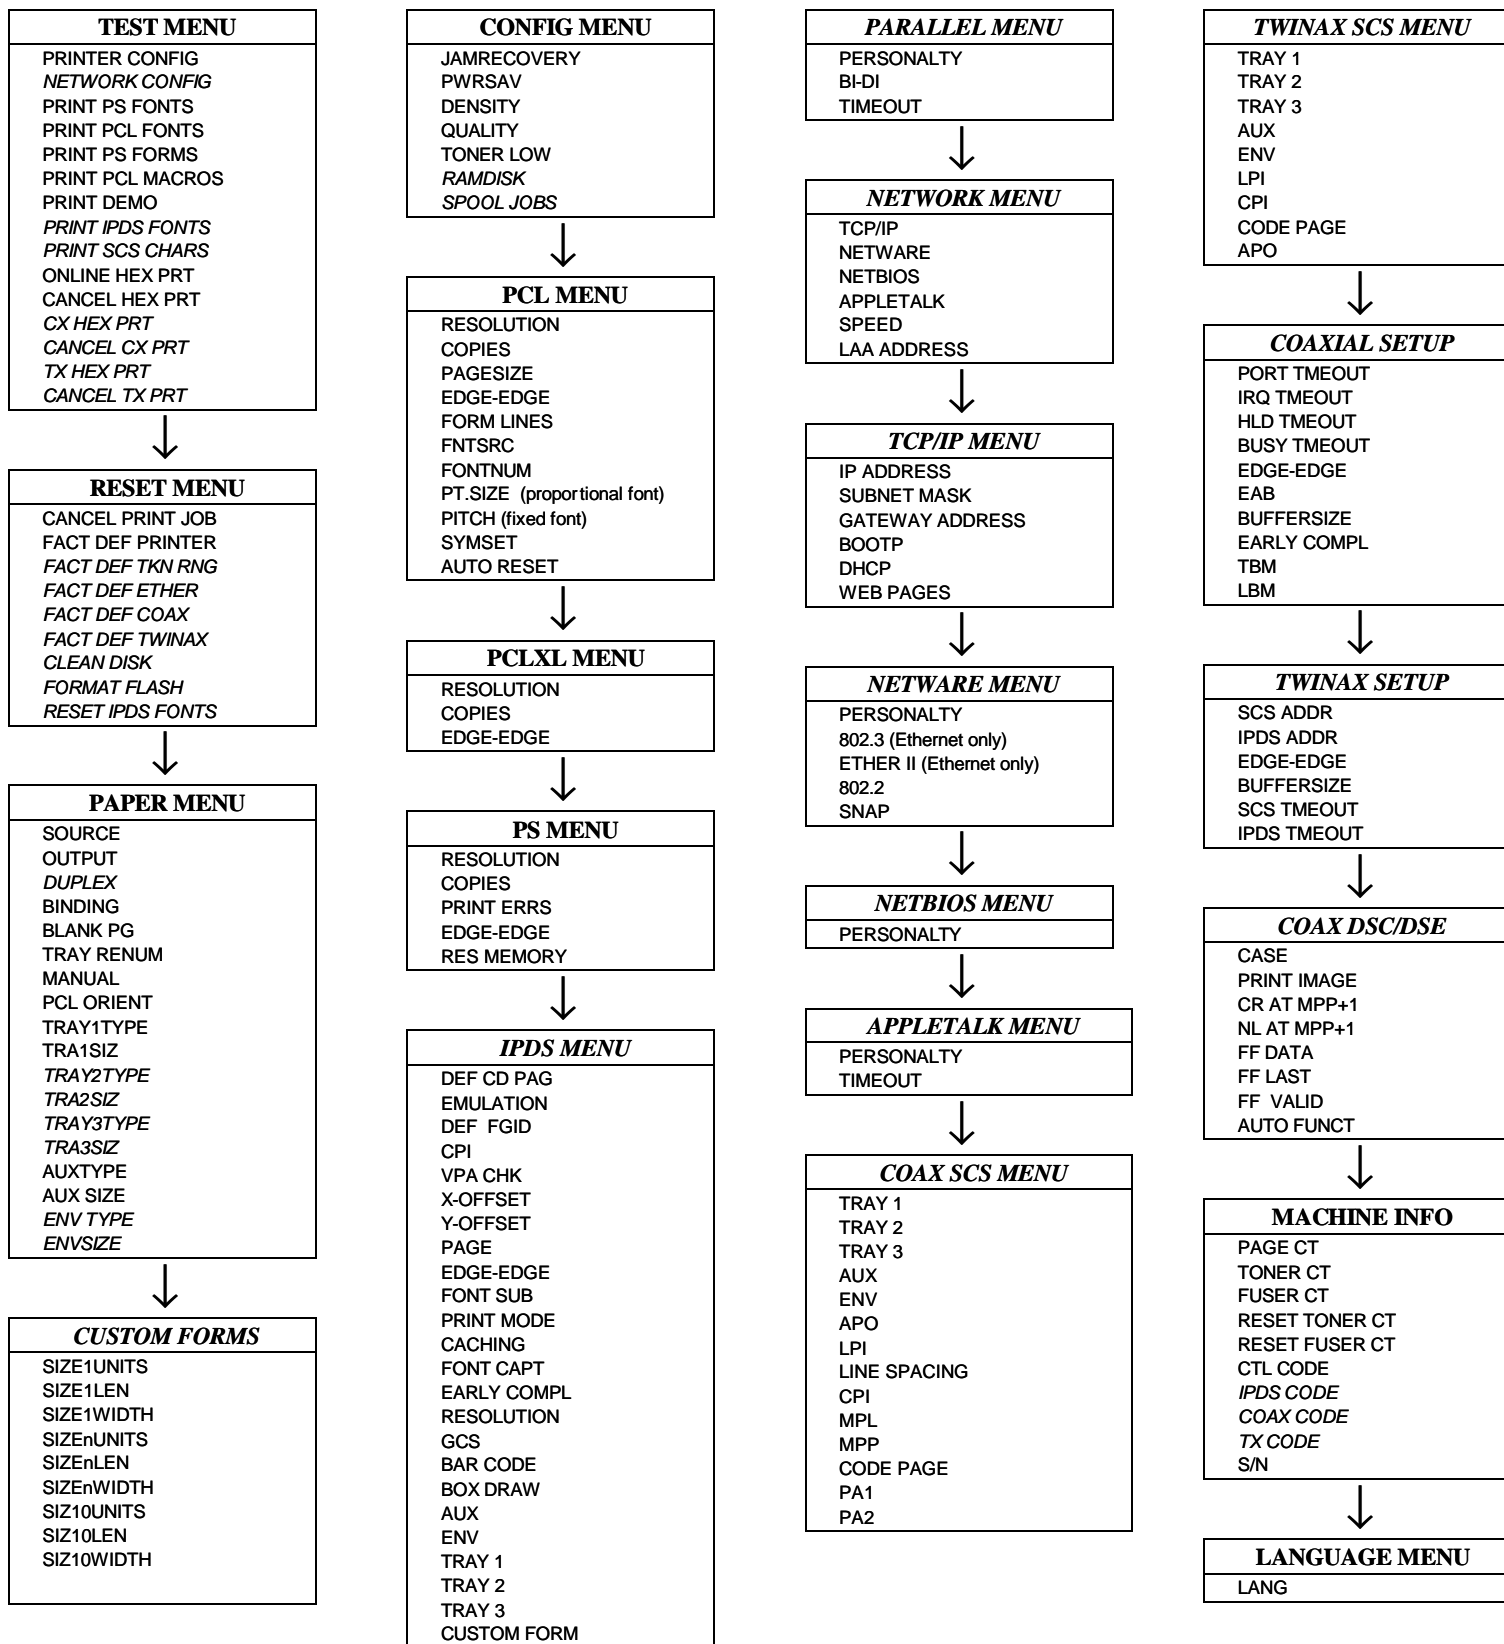 TEST MENU
PRINTER CONFIG
NETWORK CONFIG
PRINT PS FONTS
PRINT PCL FONTS
PRINT PS FORMS
PRINT PCL MACROS
PRINT DEMO
PRINT IPDS FONTS
PRINT SCS CHARS
ONLINE HEX PRT
CANCEL HEX PRT
CX HEX PRT
CANCEL CX PRT
TX HEX PRT
CANCEL TX PRT
RESET MENU
CANCEL PRINT JOB
FACT DEF PRINTER
FACT DEF TKN RNG
FACT DEF ETHER
FACT DEF COAX
FACT DEF TWINAX
CLEAN DISK
FORMAT FLASH
RESET IPDS FONTS
PAPER MENU
SOURCE
OUTPUT
DUPLEX
BINDING
BLANK PG
TRAY RENUM
MANUAL
PCL ORIENT
TRAY1TYPE
TRA1SIZ
TRAY2TYPE
TRA2SIZ
TRAY3TYPE
TRA3SIZ
AUXTYPE
AUX SIZE
ENV TYPE
ENVSIZE
CUSTOM FORMS
SIZE1UNITS
SIZE1LEN
SIZE1WIDTH
SIZEnUNITS
SIZEnLEN
SIZEnWIDTH
SIZ10UNITS
SIZ10LEN
SIZ10WIDTH
CONFIG MENU
JAMRECOVERY
PWRSAV
DENSITY
QUALITY
TONER LOW
RAMDISK
SPOOL JOBS
PCL MENU
RESOLUTION
COPIES
PAGESIZE
EDGE-EDGE
FORM LINES
FNTSRC
FONTNUM
PT.SIZE (proportional font)
PITCH (fixed font)
SYMSET
AUTO RESET
PCLXL MENU
RESOLUTION
COPIES
EDGE-EDGE
PS MENU
RESOLUTION
COPIES
PRINT ERRS
EDGE-EDGE
RES MEMORY
IPDS MENU
DEF CD PAG
EMULATION
DEF FGID
CPI
VPA CHK
X-OFFSET
Y-OFFSET
PAGE
EDGE-EDGE
FONT SUB
PRINT MODE
CACHING
FONT CAPT
EARLY COMPL
RESOLUTION
GCS
BAR CODE
BOX DRAW
AUX
ENV
TRAY 1
TRAY 2
TRAY 3
CUSTOM FORM
PARALLEL MENU
PERSONALTY
BI-DI
TIMEOUT
NETWORK MENU
TCP/IP
NETWARE
NETBIOS
APPLETALK
SPEED
LAA ADDRESS
TCP/IP MENU
IP ADDRESS
SUBNET MASK
GATEWAY ADDRESS
BOOTP
DHCP
WEB PAGES
NETWARE MENU
PERSONALTY
802.3 (Ethernet only)
ETHER II (Ethernet only)
802.2
SNAP
NETBIOS MENU
PERSONALTY
APPLETALK MENU
PERSONALTY
TIMEOUT
COAX SCS MENU
TRAY 1
TRAY 2
TRAY 3
AUX
ENV
APO
LPI
LINE SPACING
CPI
MPL
MPP
CODE PAGE
PA1
PA2
TWINAX SCS MENU
TRAY 1
TRAY 2
TRAY 3
AUX
ENV
LPI
CPI
CODE PAGE
APO
COAXIAL SETUP
PORT TMEOUT
IRQ TMEOUT
HLD TMEOUT
BUSY TMEOUT
EDGE-EDGE
EAB
BUFFERSIZE
EARLY COMPL
TBM
LBM
TWINAX SETUP
SCS ADDR
IPDS ADDR
EDGE-EDGE
BUFFERSIZE
SCS TMEOUT
IPDS TMEOUT
COAX DSC/DSE
CASE
PRINT IMAGE
CR AT MPP+1
NL AT MPP+1
FF DATA
FF LAST
FF VALID
AUTO FUNCT
MACHINE INFO
PAGE CT
TONER CT
FUSER CT
RESET TONER CT
RESET FUSER CT
CTL CODE
IPDS CODE
COAX CODE
TX CODE
S/N
LANGUAGE MENU
LANG